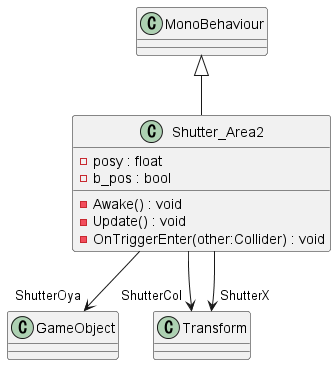 C MonoBehaviour
C Shutter_Area2
posy : float
b_pos : bool
Awake() : void
Update() : void
OnTriggerEnter(other:Collider) : void
ShutterOya ShutterCol ShutterX
C GameObject C Transform